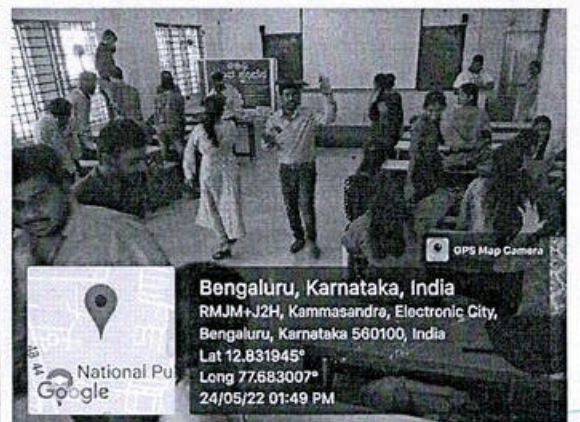 GPS Map Camera
Bengaluru, Karnataka, India
RMJM+J2H, Kammasandra, Electronic City,
Bengaluru, Karnataka 560100, India
Lat 12.831945°
Long 77.683007°
24/05/22 01:49 PM
National Pu
Google